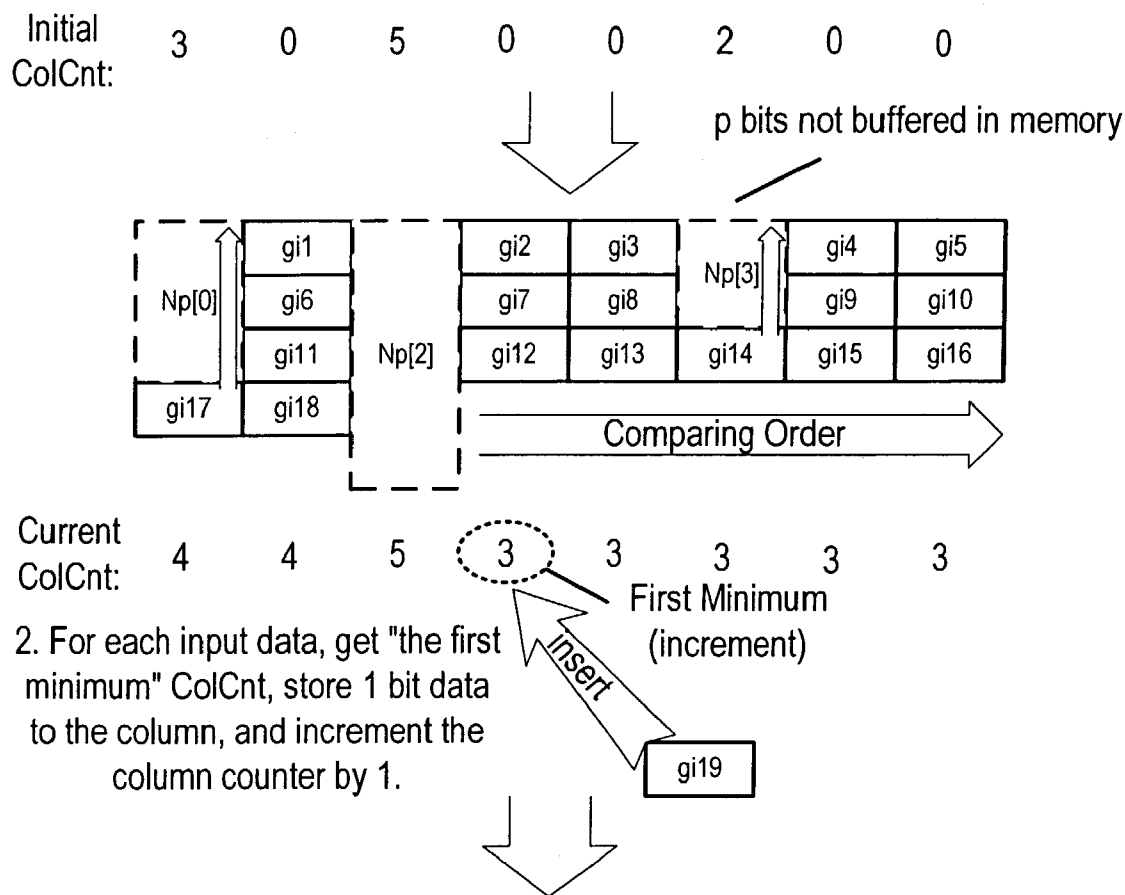 Initial
ColCnt:
3 0 5 0 0 2 0 0
p bits not buffered in memory
gi1 gi2 gi3 gi4 gi5
Np[0] gi6 gi7 gi8 Np[3] gi9 gi10
gi11 Np[2] gi12 gi13 gi14 gi15 gi16
gi17 gi18
Comparing Order
Current
ColCnt:
4 4 5 3 3 3 3 3
First Minimum
(increment)
2. For each input data, get "the first
minimum" ColCnt, store 1 bit data
to the column, and increment the
column counter by 1.
insert
gi19